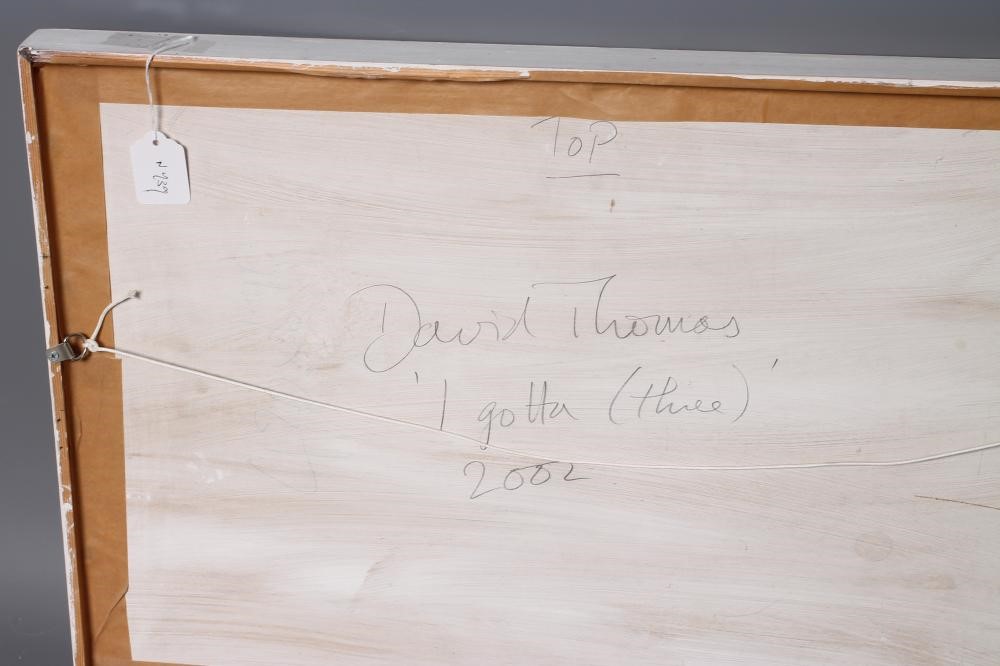 TOP
David Thomas
'I gotta (three)'
2002